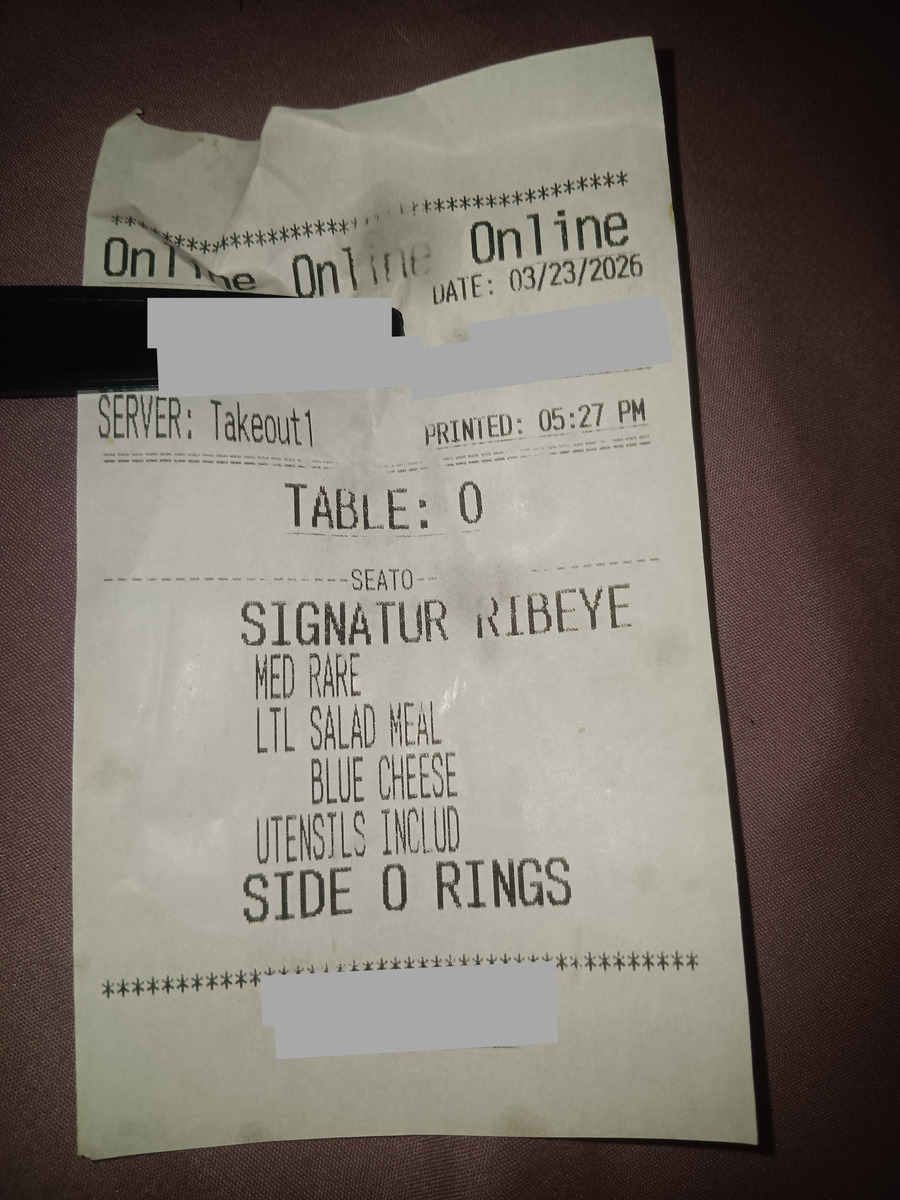 ****************************************
Online Online Online
DATE: 03/23/2026
SERVER: Takeout1 PRINTED: 05:27 PM
TABLE: 0
-----------------SEATO--
SIGNATUR RIBEYE
MED RARE
LTL SALAD MEAL
BLUE CHEESE
UTENSILS INCLUD
SIDE O RINGS
****************************************